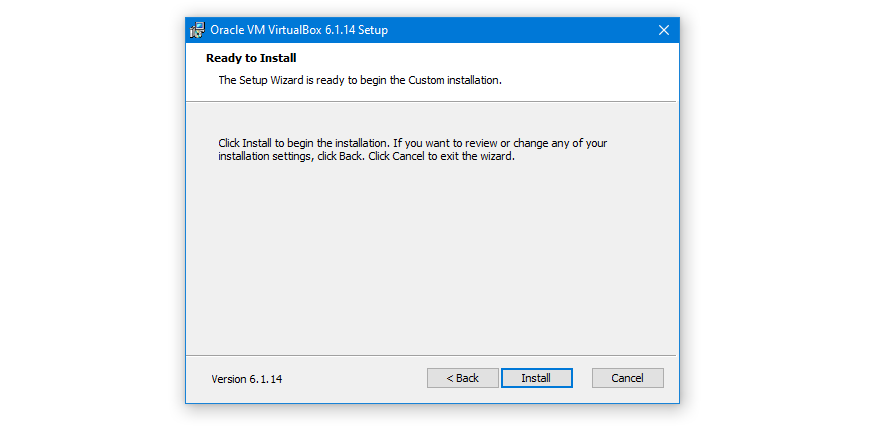 Oracle VM VirtualBox 6.1.14 Setup
Ready to Install
The Setup Wizard is ready to begin the Custom installation.
Click Install to begin the installation. If you want to review or change any of your
installation settings, click Back. Click Cancel to exit the wizard.
Version 6.1.14
< Back
Install
Cancel